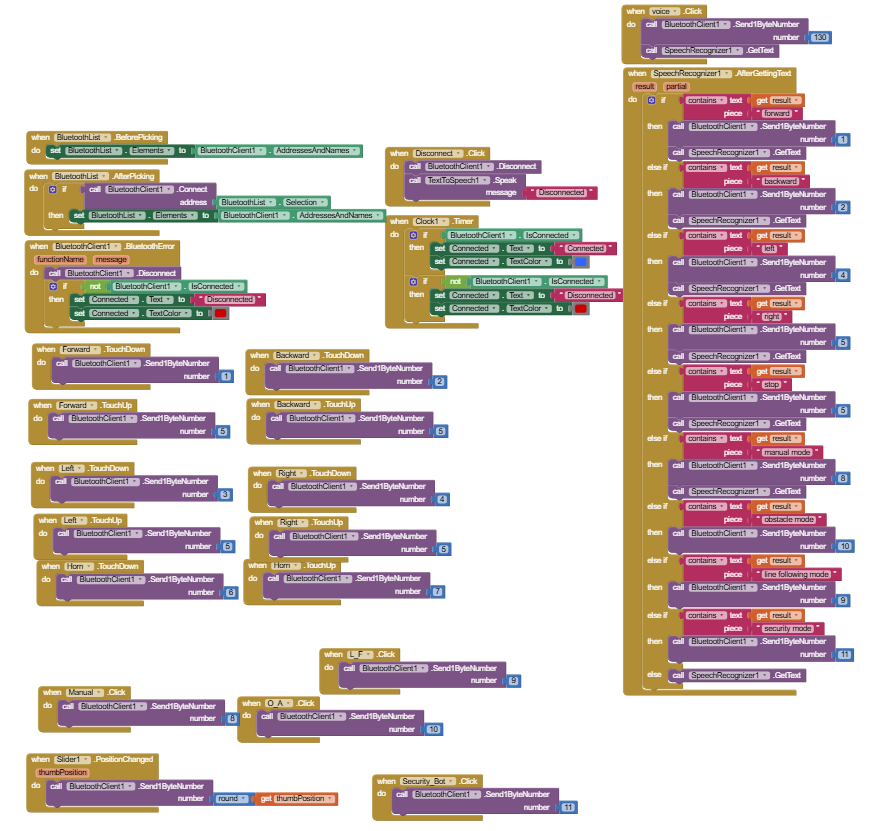 when voice .Click
do call BluetoothClient1 .Send1ByteNumber
number 130
call SpeechRecognizer1 .GetText
when SpeechRecognizer1 .AfterGettingText
result partial
do if contains text get result
piece " forward "
then call BluetoothClient1 .Send1ByteNumber
number 1
call SpeechRecognizer1 .GetText
else if contains text get result
piece " backward "
then call BluetoothClient1 .Send1ByteNumber
number 2
call SpeechRecognizer1 .GetText
else if contains text get result
piece " left "
then call BluetoothClient1 .Send1ByteNumber
number 4
call SpeechRecognizer1 .GetText
else if contains text get result
piece " right "
then call BluetoothClient1 .Send1ByteNumber
number 5
call SpeechRecognizer1 .GetText
else if contains text get result
piece " stop "
then call BluetoothClient1 .Send1ByteNumber
number 5
call SpeechRecognizer1 .GetText
else if contains text get result
piece " manual mode "
then call BluetoothClient1 .Send1ByteNumber
number 8
call SpeechRecognizer1 .GetText
else if contains text get result
piece " obstacle mode "
then call BluetoothClient1 .Send1ByteNumber
number 10
else if contains text get result
piece " line following mode "
then call BluetoothClient1 .Send1ByteNumber
number 9
else if contains text get result
piece " security mode "
then call BluetoothClient1 .Send1ByteNumber
number 11
else call SpeechRecognizer1 .GetText
when BluetoothList .BeforePicking
do set BluetoothList . Elements to BluetoothClient1 . AddressesAndNames
when BluetoothList .AfterPicking
do if call BluetoothClient1 .Connect
address BluetoothList . Selection
then set BluetoothList . Elements to BluetoothClient1 . AddressesAndNames
when BluetoothClient1 .BluetoothError
functionName message
do call BluetoothClient1 .Disconnect
if not BluetoothClient1 . IsConnected
then set Connected . Text to " Disconnected "
set Connected . TextColor to
when Disconnect .Click
do call BluetoothClient1 .Disconnect
call TextToSpeech1 .Speak
message " Disconnected "
when Clock1 .Timer
do if BluetoothClient1 . IsConnected
then set Connected . Text to " Connected "
set Connected . TextColor to
if not BluetoothClient1 . IsConnected
then set Connected . Text to " Disconnected "
set Connected . TextColor to
when Forward .TouchDown
do call BluetoothClient1 .Send1ByteNumber
number 1
when Backward .TouchDown
do call BluetoothClient1 .Send1ByteNumber
number 2
when Forward .TouchUp
do call BluetoothClient1 .Send1ByteNumber
number 5
when Backward .TouchUp
do call BluetoothClient1 .Send1ByteNumber
number 5
when Left .TouchDown
do call BluetoothClient1 .Send1ByteNumber
number 3
when Right .TouchDown
do call BluetoothClient1 .Send1ByteNumber
number 4
when Left .TouchUp
do call BluetoothClient1 .Send1ByteNumber
number 5
when Right .TouchUp
do call BluetoothClient1 .Send1ByteNumber
number 5
when Horn .TouchDown
do call BluetoothClient1 .Send1ByteNumber
number 6
when Horn .TouchUp
do call BluetoothClient1 .Send1ByteNumber
number 7
when L_F .Click
do call BluetoothClient1 .Send1ByteNumber
number 9
when Manual .Click
do call BluetoothClient1 .Send1ByteNumber
number 8
when O_A .Click
do call BluetoothClient1 .Send1ByteNumber
number 10
when Slider1 .PositionChanged
thumbPosition
do call BluetoothClient1 .Send1ByteNumber
number round get thumbPosition
when Security_Bot .Click
do call BluetoothClient1 .Send1ByteNumber
number 11